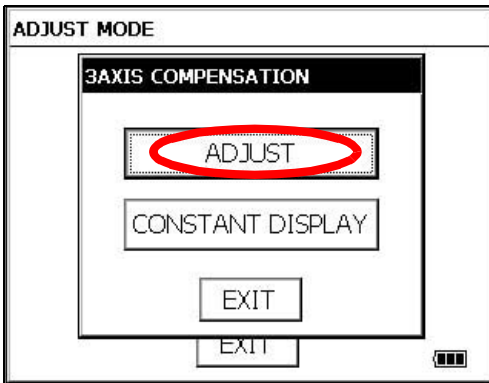 ADJUST MODE
3AXIS COMPENSATION
ADJUST
CONSTANT DISPLAY
EXIT
EXIT